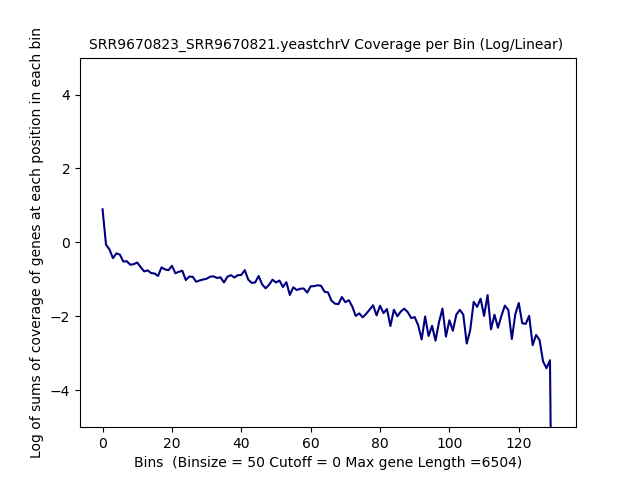 SRR9670823_SRR9670821.yeastchrV Coverage per Bin (Log/Linear)
Log of sums of coverage of genes at each position in each bin
4
2
0
−2
−4
0 20 40 60 80 100 120
Bins  (Binsize = 50 Cutoff = 0 Max gene Length =6504)